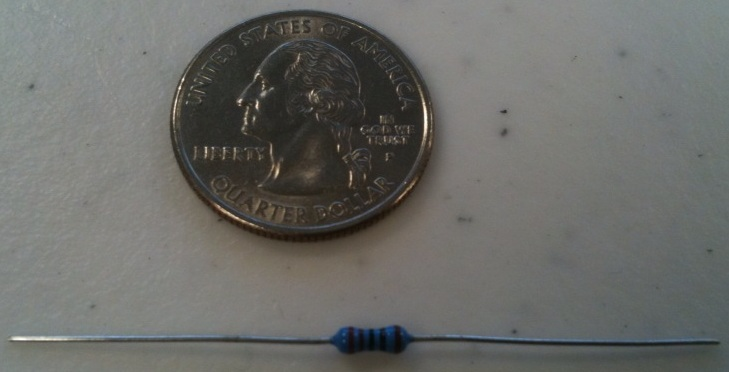 UNITED STATES OF AMERICA
LIBERTY
IN
GOD WE
TRUST
P
QUARTER DOLLAR